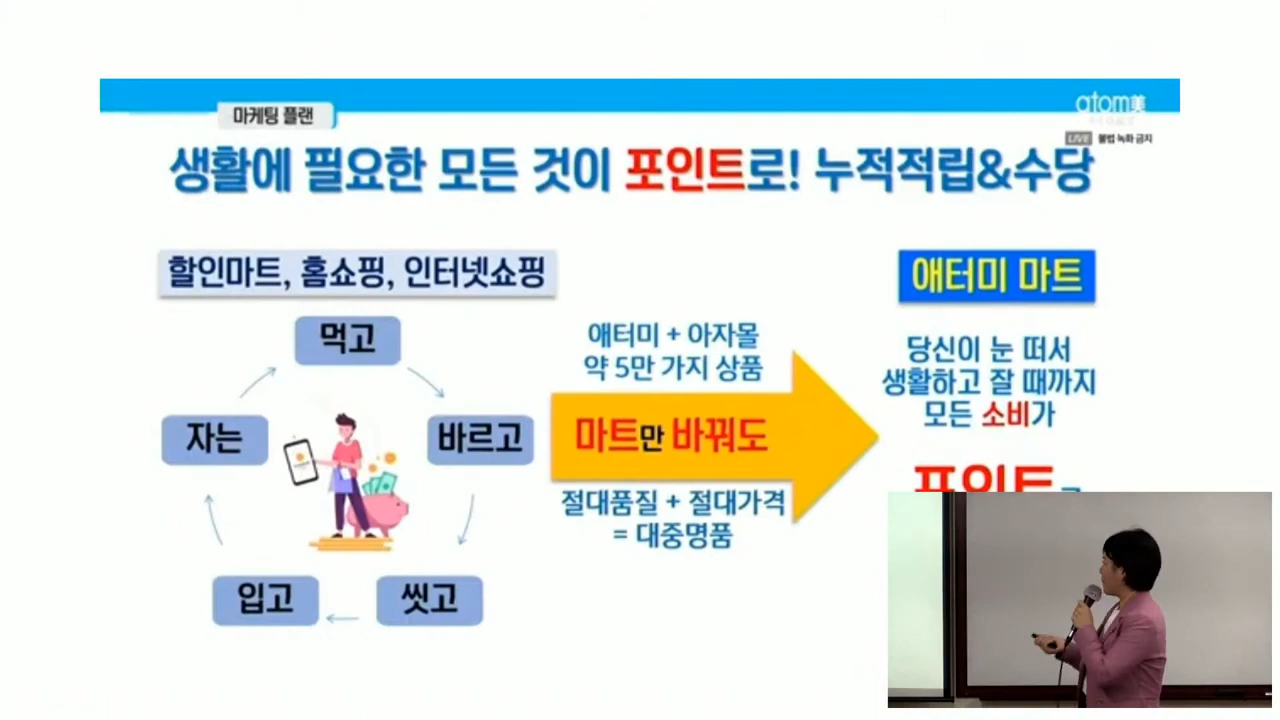 마케팅 플랜
atom美
LIVE 불법 녹화 금지
생활에 필요한 모든 것이 포인트로! 누적적립&수당
할인마트, 홈쇼핑, 인터넷쇼핑
먹고
바르고
씻고
입고
자는
애터미 + 아자몰
약 5만 가지 상품
마트만 바꿔도
절대품질 + 절대가격
= 대중명품
애터미 마트
당신이 눈 떠서
생활하고 잘 때까지
모든 소비가
포인트